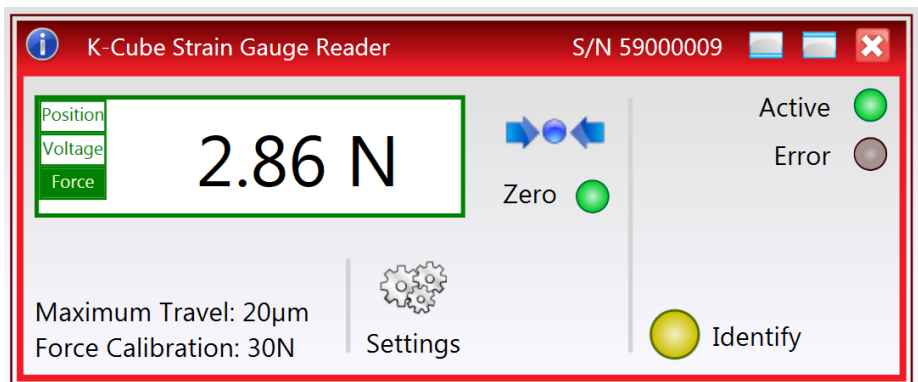 K-Cube Strain Gauge Reader S/N 59000009
Position
Voltage
Force
2.86 N
Zero
Active
Error
Maximum Travel: 20μm
Force Calibration: 30N
Settings
Identify